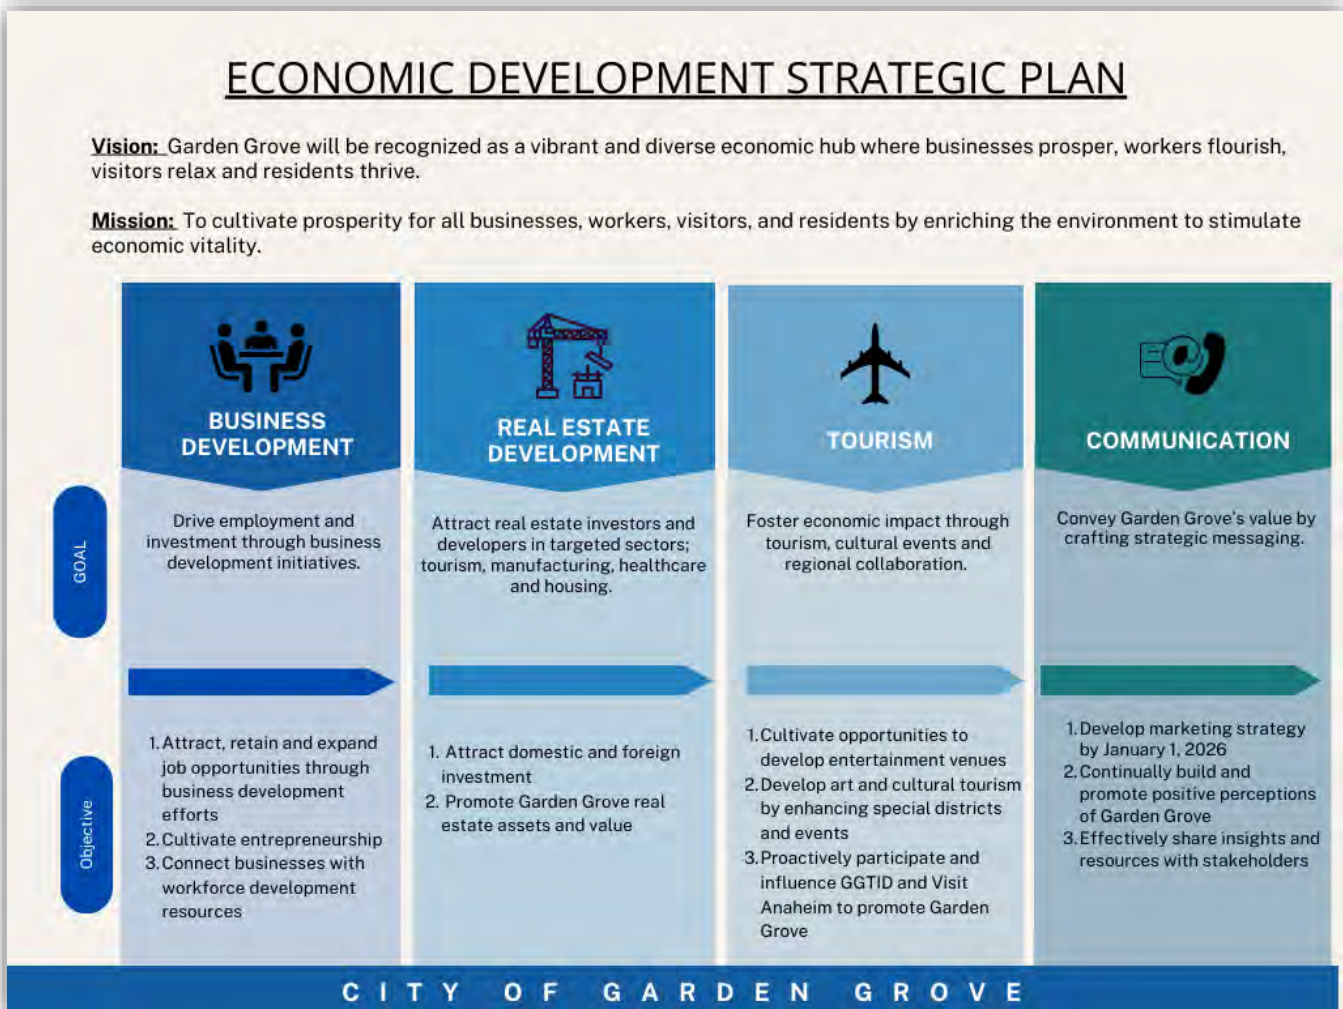 ECONOMIC DEVELOPMENT STRATEGIC PLAN
Vision: Garden Grove will be recognized as a vibrant and diverse economic hub where businesses prosper, workers flourish,
visitors relax and residents thrive.
Mission: To cultivate prosperity for all businesses, workers, visitors, and residents by enriching the environment to stimulate
economic vitality.
BUSINESS
DEVELOPMENT
REAL ESTATE
DEVELOPMENT
TOURISM
COMMUNICATION
GOAL
Drive employment and
investment through business
development initiatives.
Attract real estate investors and
developers in targeted sectors;
tourism, manufacturing, healthcare
and housing.
Foster economic impact through
tourism, cultural events and
regional collaboration.
Convey Garden Grove's value by
crafting strategic messaging.
Objective
1. Attract, retain and expand
job opportunities through
business development
efforts
2. Cultivate entrepreneurship
3. Connect businesses with
workforce development
resources
1. Attract domestic and foreign
investment
2. Promote Garden Grove real
estate assets and value
1. Cultivate opportunities to
develop entertainment venues
2. Develop art and cultural tourism
by enhancing special districts
and events
3. Proactively participate and
influence GGTID and Visit
Anaheim to promote Garden
Grove
1. Develop marketing strategy
by January 1, 2026
2. Continually build and
promote positive perceptions
of Garden Grove
3. Effectively share insights and
resources with stakeholders
CITY OF GARDEN GROVE